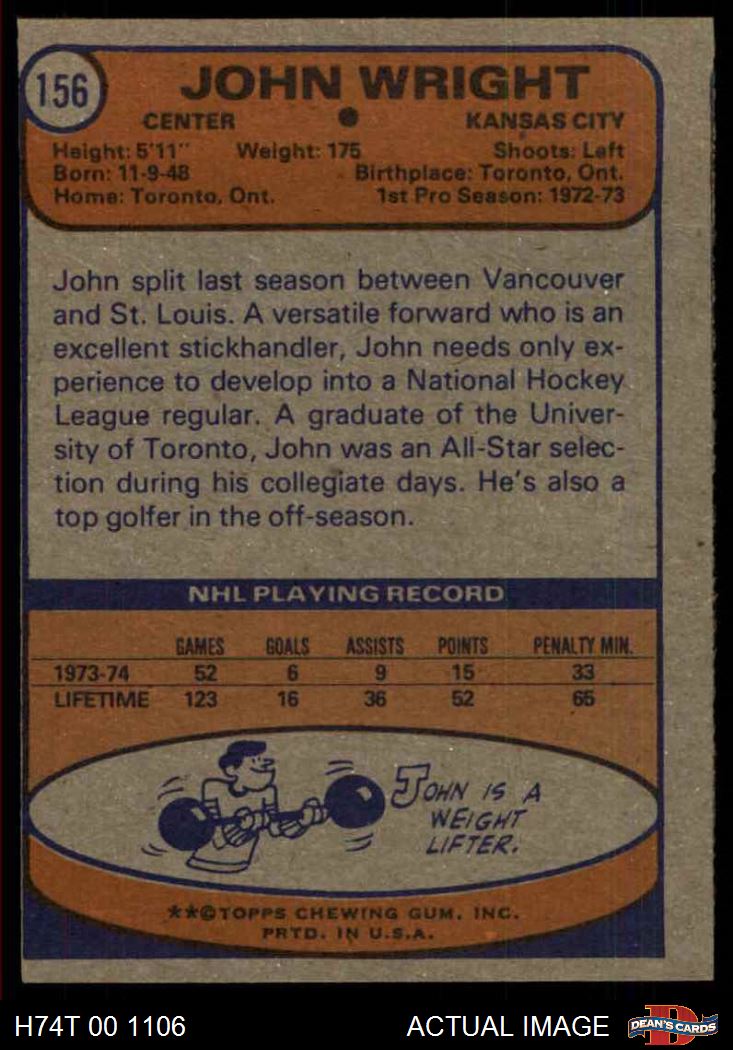 156
JOHN WRIGHT
CENTER KANSAS CITY
Height: 5'11" Weight: 175 Shoots: Left
Born: 11-9-48 Birthplace: Toronto, Ont.
Home: Toronto, Ont. 1st Pro Season: 1972-73
John split last season between Vancouver
and St. Louis. A versatile forward who is an
excellent stickhandler, John needs only ex-
perience to develop into a National Hockey
League regular. A graduate of the Univer-
sity of Toronto, John was an All-Star selec-
tion during his collegiate days. He's also a
top golfer in the off-season.
NHL PLAYING RECORD
GAMES GOALS ASSISTS POINTS PENALTY MIN.
1973-74 52 6 9 15 33
LIFETIME 123 16 36 52 65
JOHN IS A
WEIGHT
LIFTER.
**©TOPPS CHEWING GUM, INC.
PRTD. IN U.S.A.
H74T 00 1106 ACTUAL IMAGE D DEAN'S CARDS